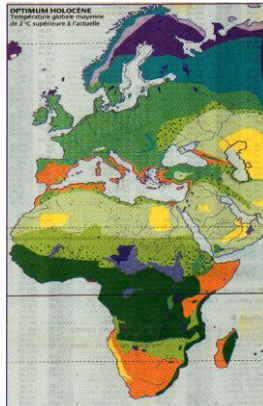 OPTIMUM HOLOCÈNE
Température globale moyenne
de 2°C supérieure à l'actuelle